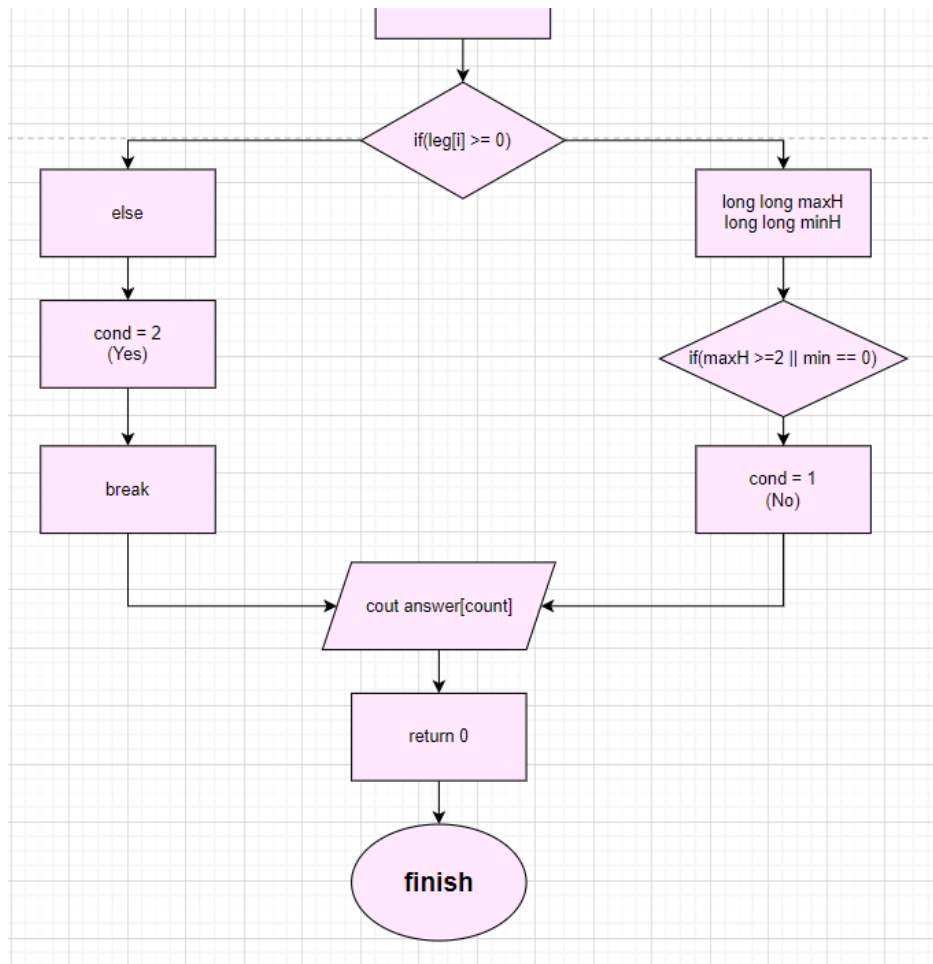 if(leg[i] >= 0)
else
long long maxH
long long minH
cond = 2
(Yes)
if(maxH >=2 || min == 0)
break
cond = 1
(No)
cout answer[count]
return 0
finish